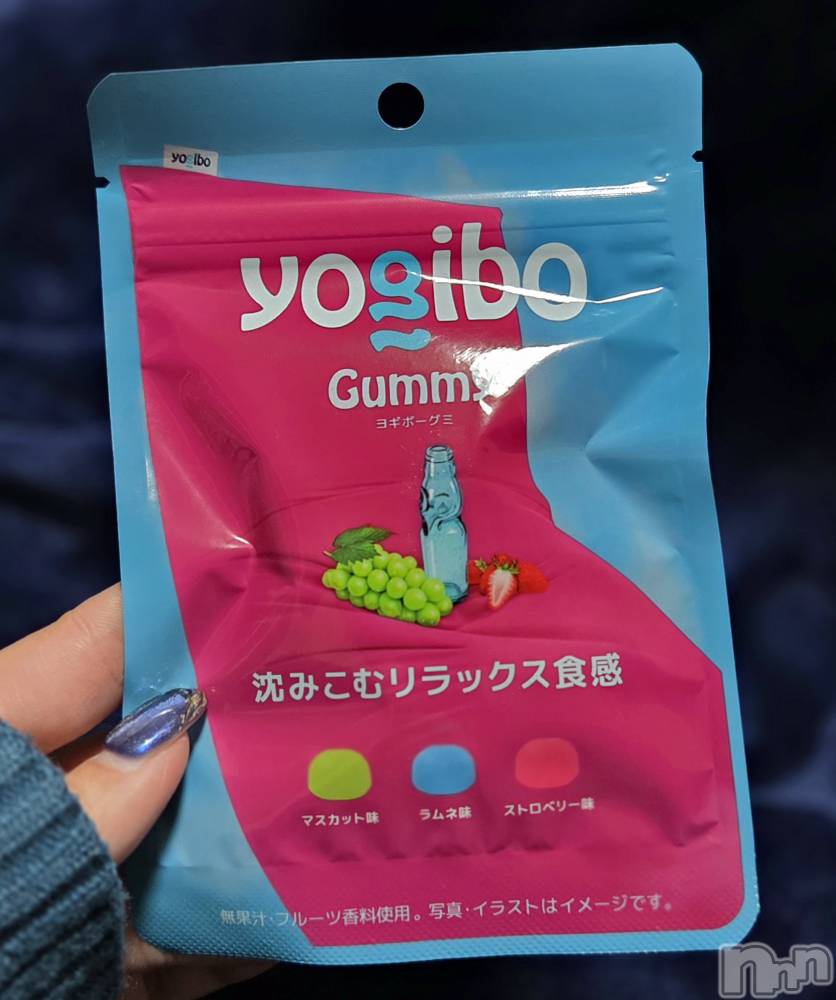 yogibo
yogibo
Gummy
ヨギボーグミ
沈みこむリラックス食感
マスカット味 ラムネ味 ストロベリー味
無果汁・フルーツ香料使用。写真・イラストはイメージです。
nnn